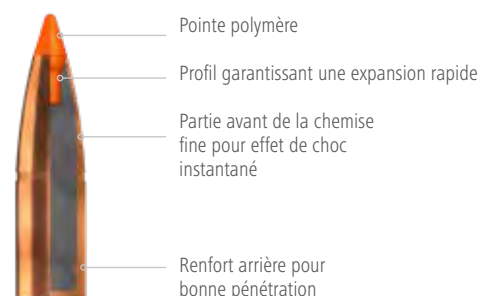 Pointe polymère
Profil garantissant une expansion rapide
Partie avant de la chemise
fine pour effet de choc
instantané
Renfort arrière pour
bonne pénétration